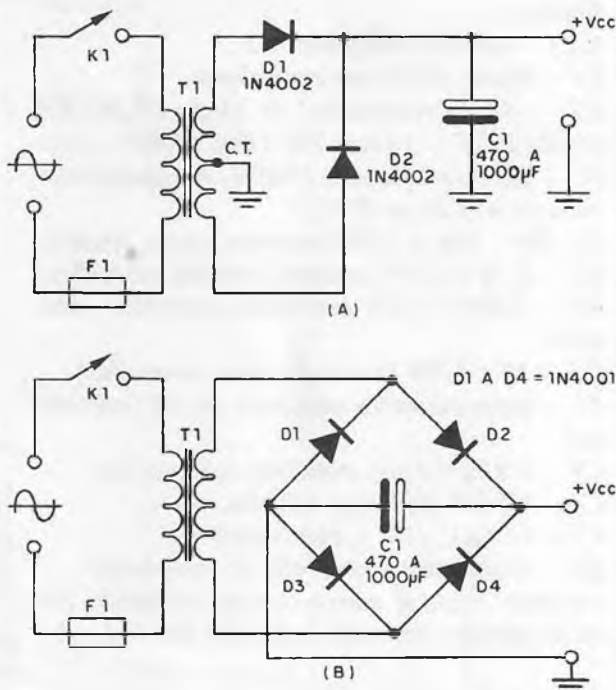 +Vcc
K1
D1
1N4002
T1
C.T.
D2
1N4002
C1
470 A
1000µF
F1
(A)
K1
D1 A D4 = 1N4001
T1
D1
D2
+Vcc
C1
470 A
1000µF
D3
D4
F1
(B)